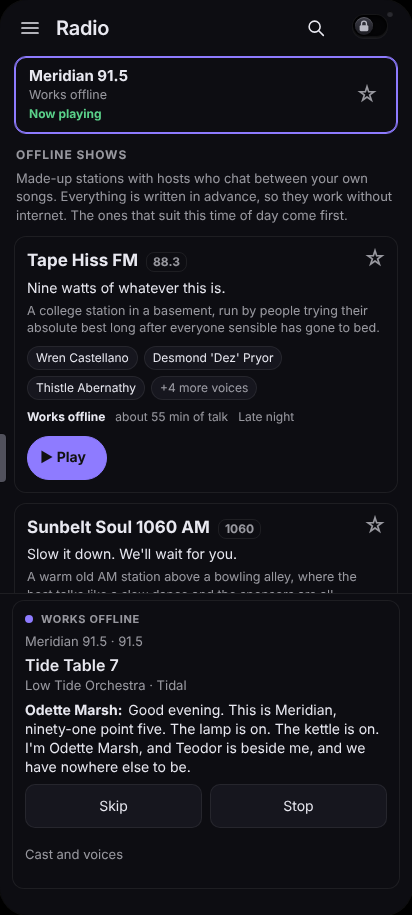 Radio
Meridian 91.5
Works offline
Now playing
OFFLINE SHOWS
Made-up stations with hosts who chat between your own
songs. Everything is written in advance, so they work without
internet. The ones that suit this time of day come first.
Tape Hiss FM 88.3
Nine watts of whatever this is.
A college station in a basement, run by people trying their
absolute best long after everyone sensible has gone to bed.
Wren Castellano Desmond 'Dez' Pryor
Thistle Abernathy +4 more voices
Works offline about 55 min of talk Late night
Play
Sunbelt Soul 1060 AM 1060
Slow it down. We'll wait for you.
A warm old AM station above a bowling alley, where the
WORKS OFFLINE
Meridian 91.5 · 91.5
Tide Table 7
Low Tide Orchestra · Tidal
Odette Marsh: Good evening. This is Meridian,
ninety-one point five. The lamp is on. The kettle is on.
I'm Odette Marsh, and Teodor is beside me, and we
have nowhere else to be.
Skip Stop
Cast and voices